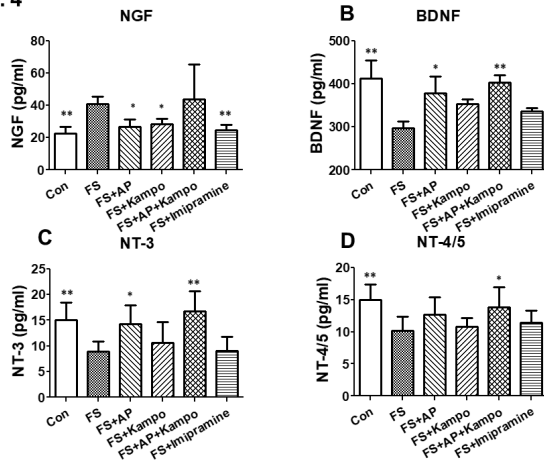 . 4
NGF
NGF (pg/ml)
80
60
40
20
0
**
*
*
**
Con
FS
FS+AP
FS+Kampo
FS+AP+Kampo
FS+Imipramine
B
BDNF
BDNF (pg/ml)
500
400
300
200
**
*
**
Con
FS
FS+AP
FS+Kampo
FS+AP+Kampo
FS+Imipramine
C
NT-3
NT-3 (pg/ml)
25
20
15
10
5
0
**
*
**
Con
FS
FS+AP
FS+Kampo
FS+AP+Kampo
FS+Imipramine
D
NT-4/5
NT-4/5 (pg/ml)
20
15
10
5
0
**
*
Con
FS
FS+AP
FS+Kampo
FS+AP+Kampo
FS+Imipramine